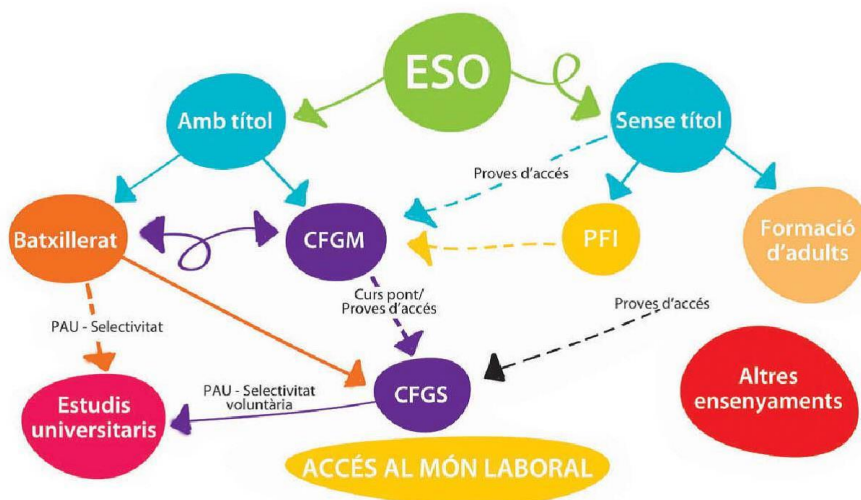 ESO
Amb títol
Sense títol
Proves d'accés
Batxillerat
CFGM
PFI
Formació
d'adults
Curs pont/
Proves d'accés
Proves d'accés
PAU - Selectivitat
Estudis
universitaris
PAU - Selectivitat
voluntària
CFGS
Altres
ensenyaments
ACCÉS AL MÓN LABORAL